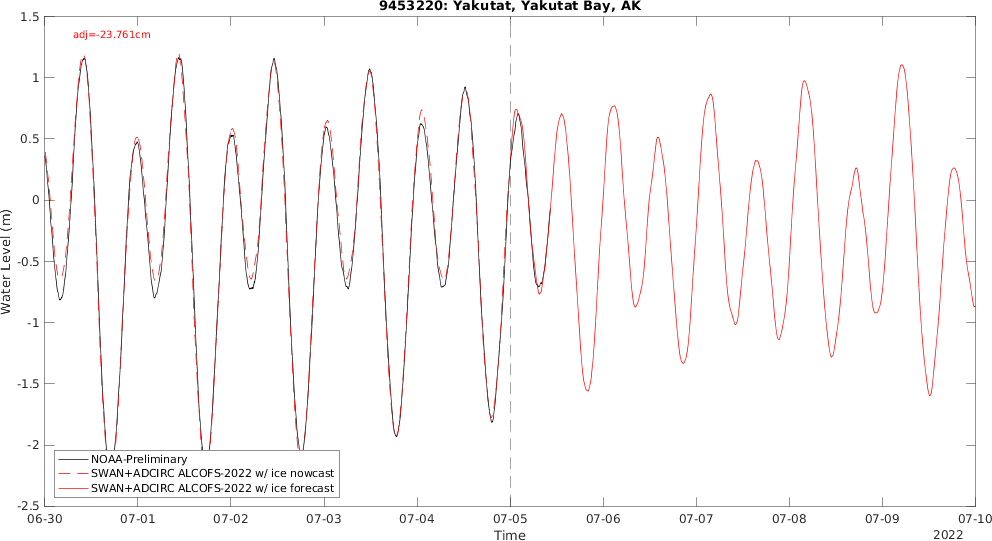 9453220: Yakutat, Yakutat Bay, AK
adj=-23.761cm
1.5
1
0.5
0
-0.5
-1
-1.5
-2
-2.5
Water Level (m)
NOAA-Preliminary
SWAN+ADCIRC ALCOFS-2022 w/ ice nowcast
SWAN+ADCIRC ALCOFS-2022 w/ ice forecast
06-30 07-01 07-02 07-03 07-04 07-05 07-06 07-07 07-08 07-09 07-10
Time
2022